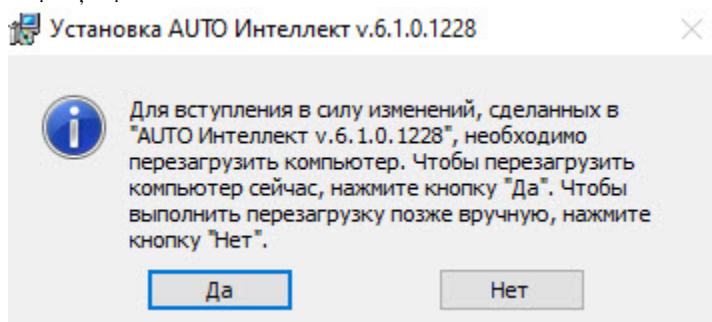 Установка AUTO Интеллект v.6.1.0.1228
Для вступления в силу изменений, сделанных в
"AUTO Интеллект v.6.1.0.1228", необходимо
перезагрузить компьютер. Чтобы перезагрузить
компьютер сейчас, нажмите кнопку "Да". Чтобы
выполнить перезагрузку позже вручную, нажмите
кнопку "Нет".
Да
Нет